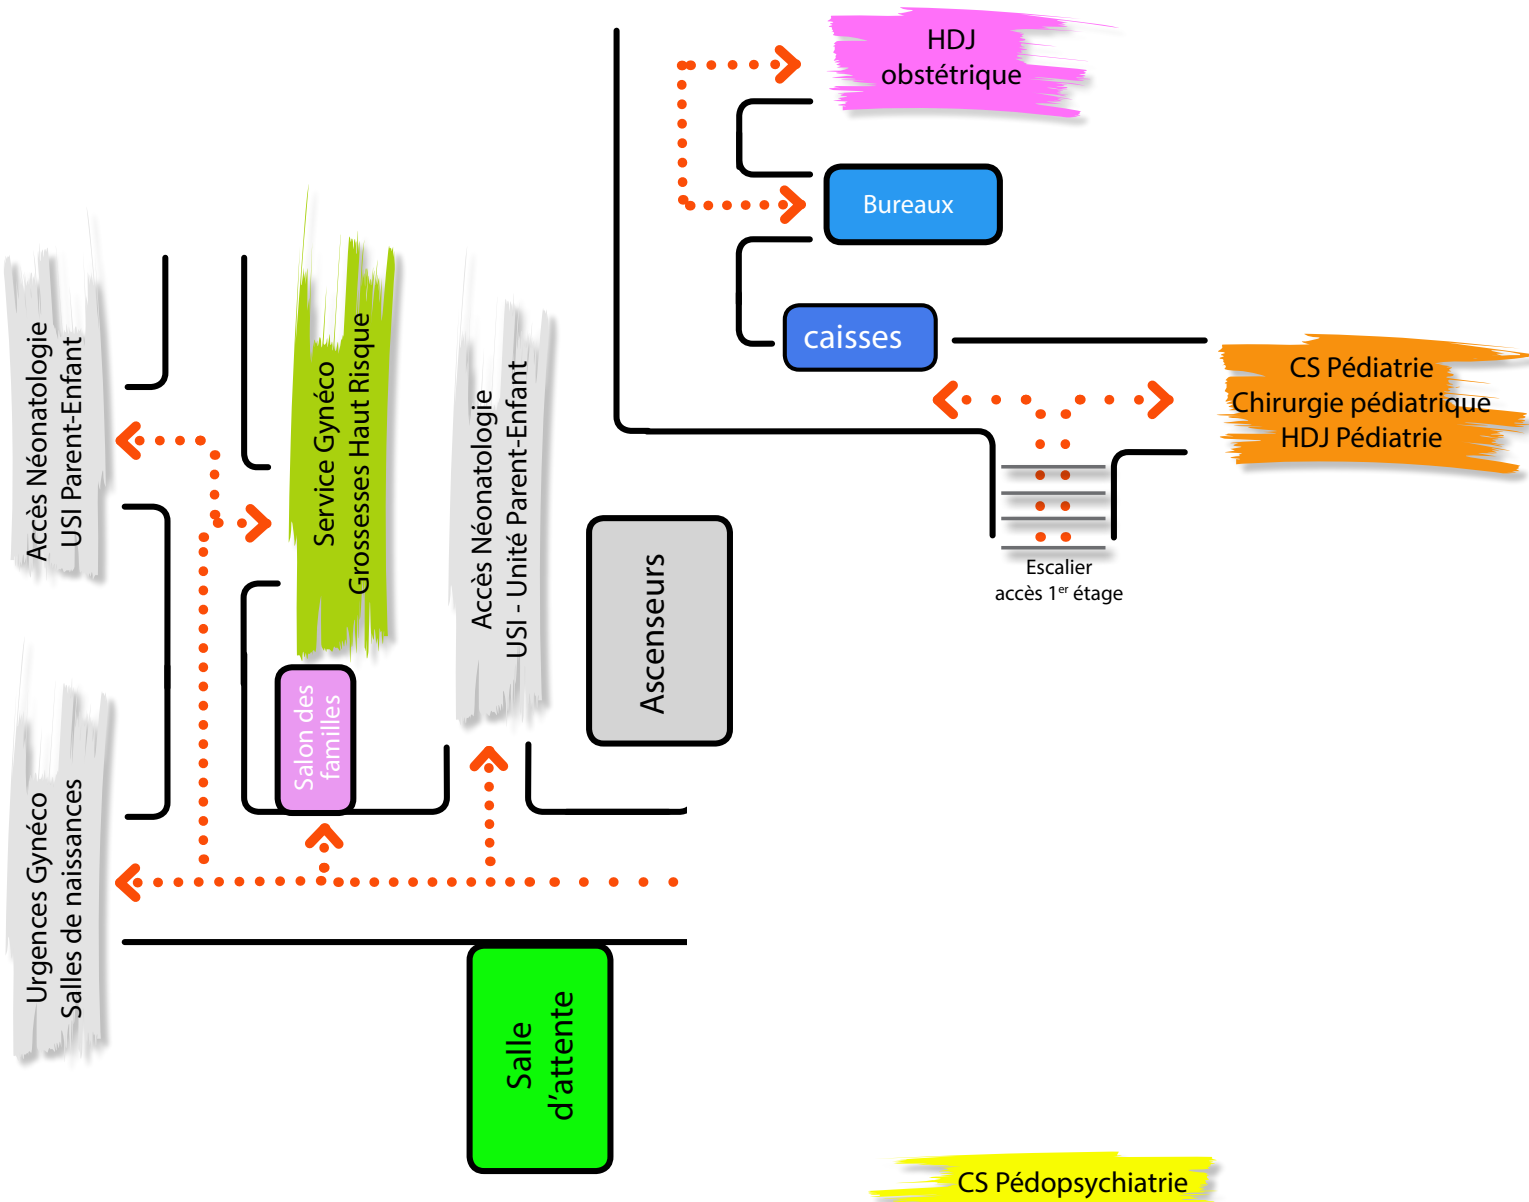 HDJ
obstétrique
Bureaux
caisses
CS Pédiatrie
Chirurgie pédiatrique
HDJ Pédiatrie
Escalier
accès 1er étage
Accès Néonatologie
USI Parent-Enfant
Service Gynéco
Grossesses Haut Risque
Accès Néonatologie
USI - Unité Parent-Enfant
Ascenseurs
Salon des
familles
Urgences Gynéco
Salles de naissances
Salle
d'attente
CS Pédopsychiatrie